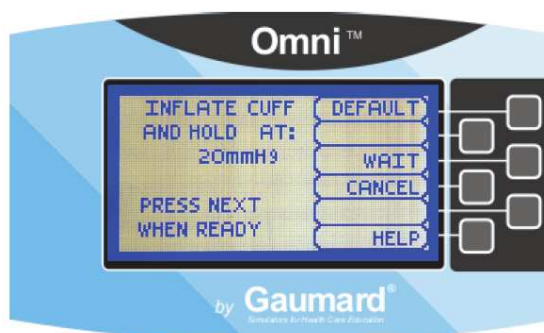 Omni™
INFLATE CUFF
AND HOLD AT:
20mmHg
PRESS NEXT
WHEN READY
DEFAULT
WAIT
CANCEL
HELP
by Gaumard®
Simulators for Health Care Education